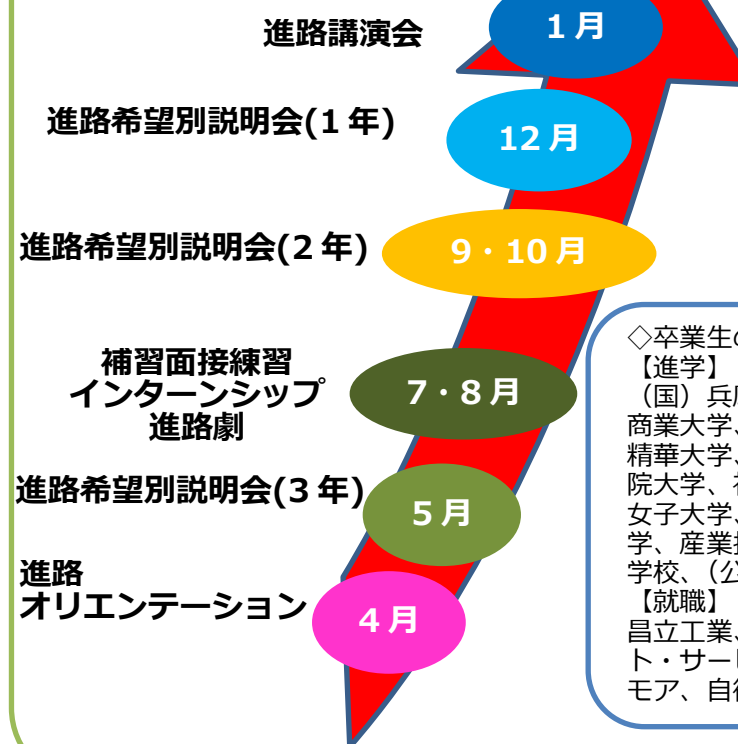 進路講演会
1月
進路希望別説明会(1年)
12月
進路希望別説明会(2年)
9・10月
補習面接練習
インターンシップ
進路劇
7・8月
進路希望別説明会(3年)
5月
進路
オリエンテーション
4月
◇卒業生
【進学】
(国)兵
商業大学、
精華大学、
院大学、
女子大学、
学、産業
学校、(公
【就職】
昌立工業、
ト・サー
モア、自